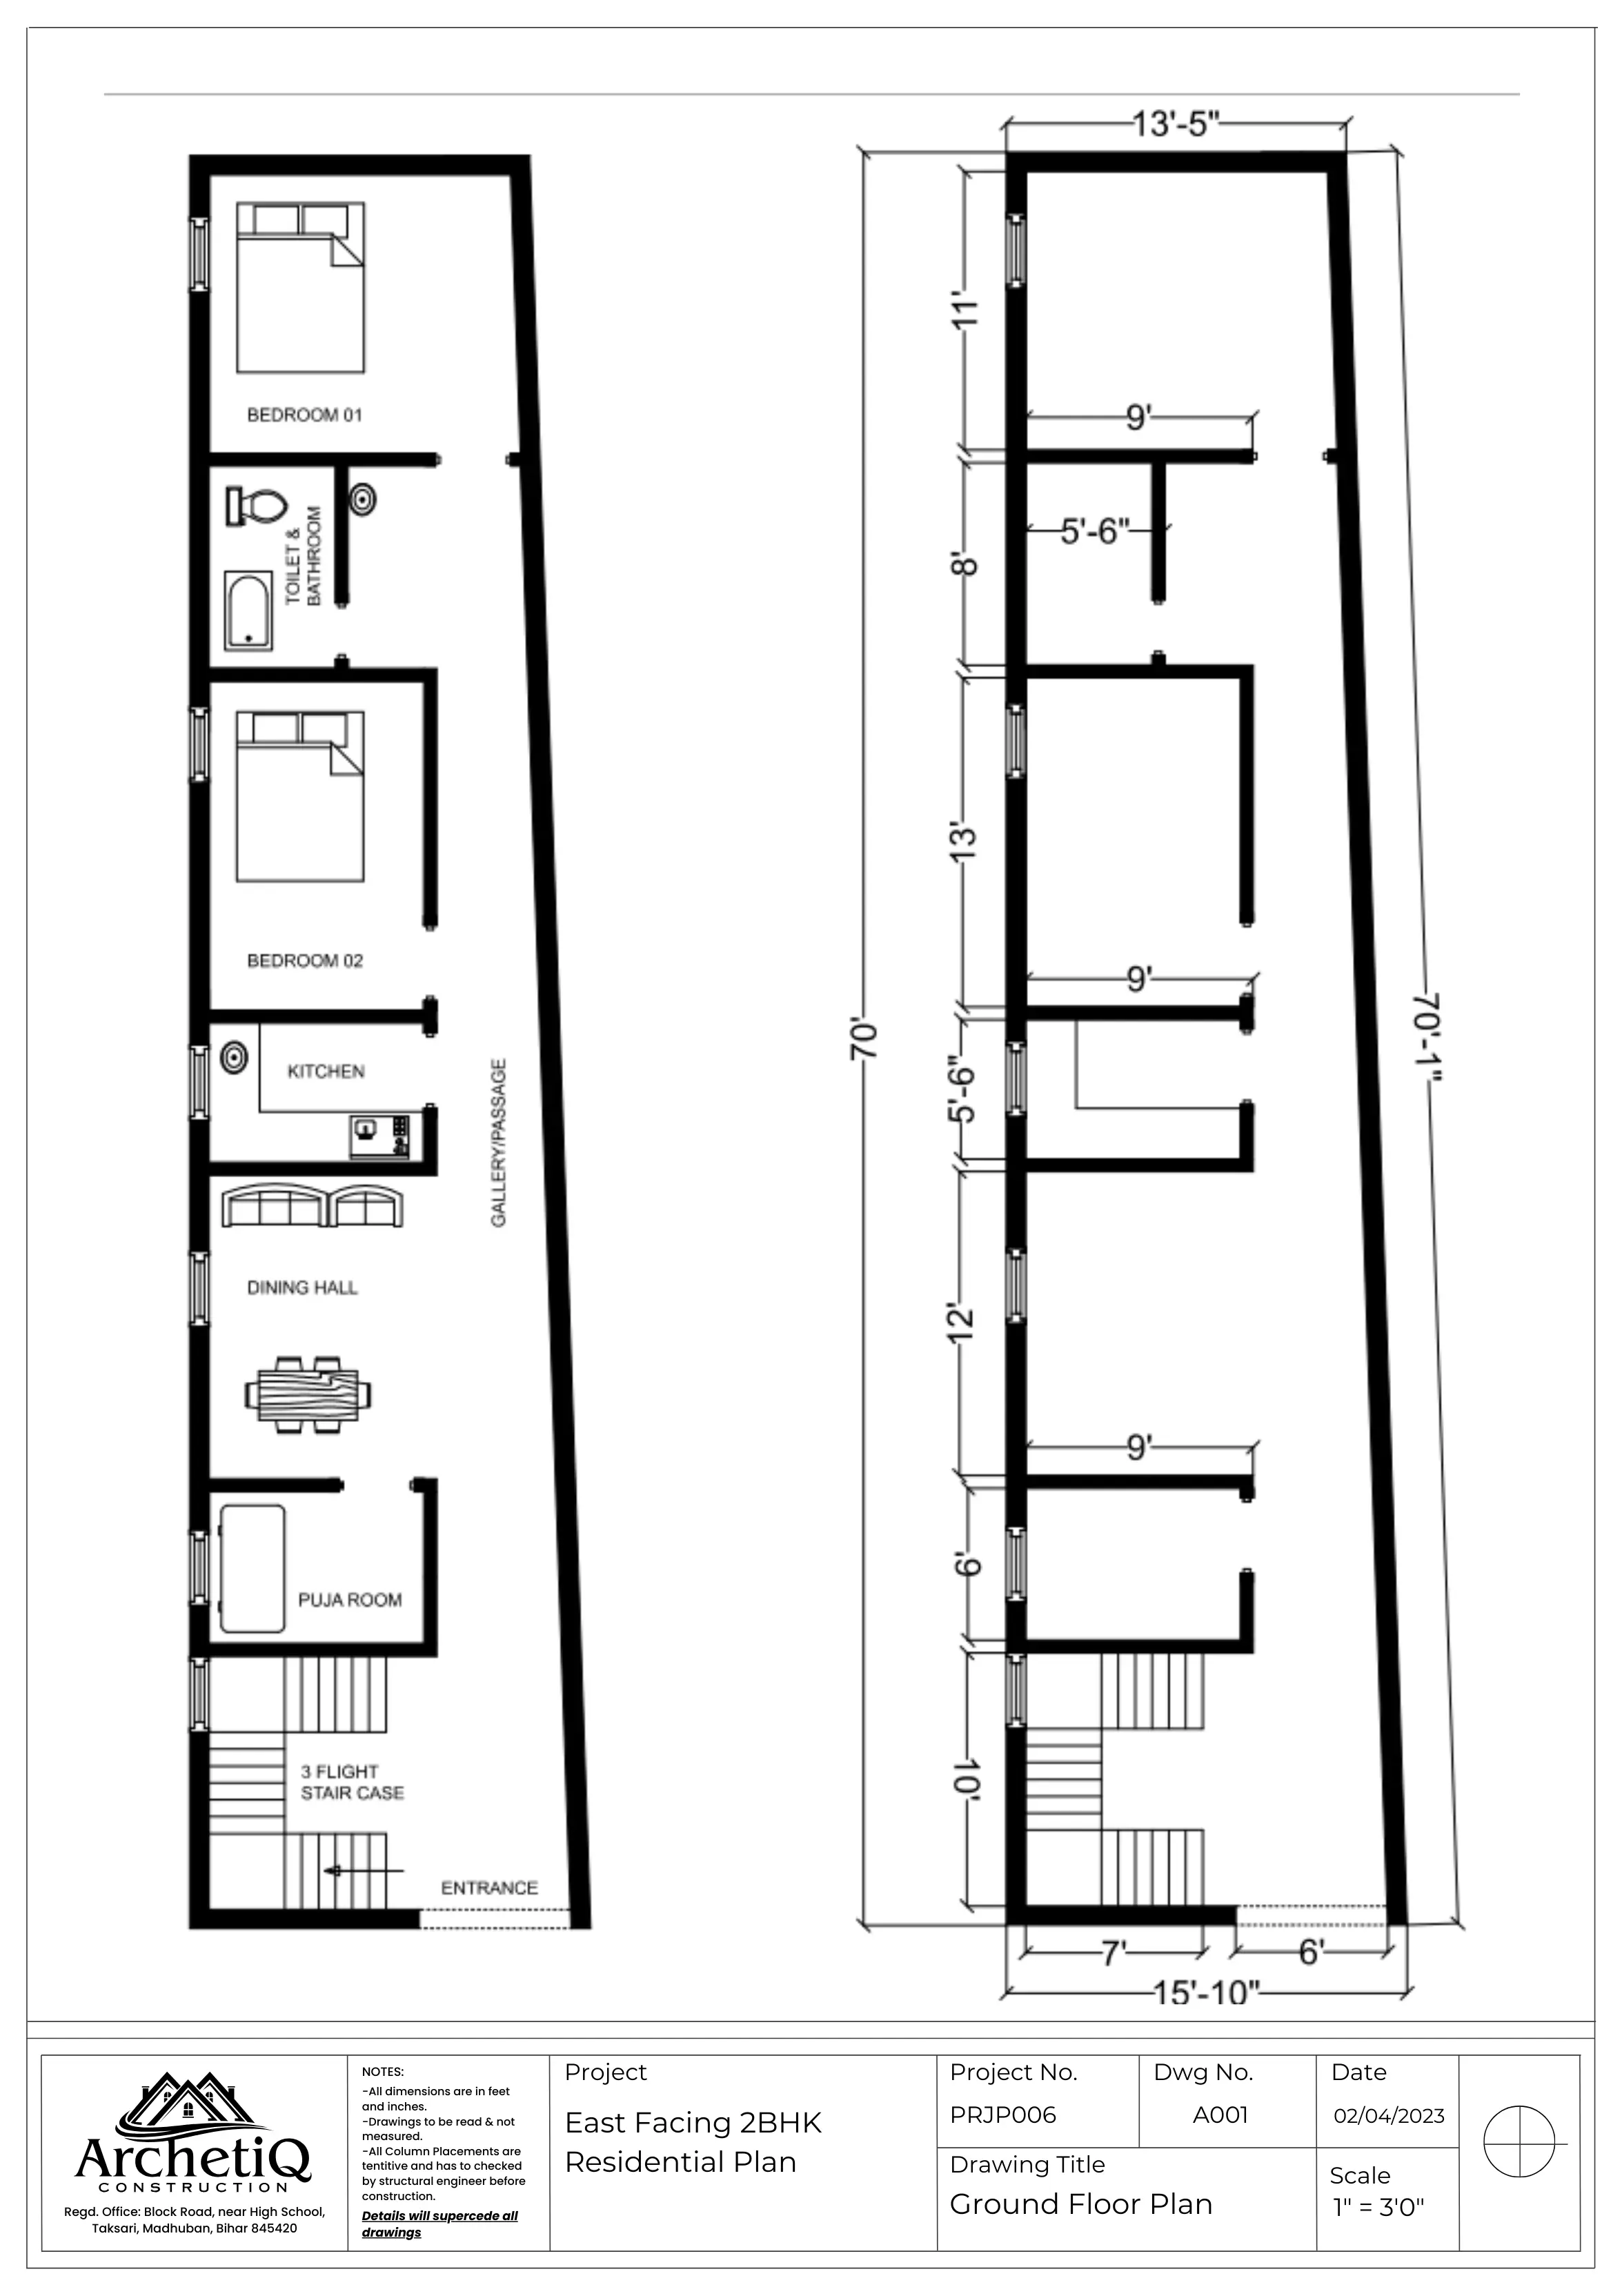 BEDROOM 01
TOILET &
BATHROOM
BEDROOM 02
KITCHEN
GALLERY/PASSAGE
DINING HALL
PUJA ROOM
3 FLIGHT
STAIR CASE
ENTRANCE
13'-5"
11'
9'
5'-6"
8'
13'
9'
70'
70'-1"
5'-6"
12'
9'
6'
10'
7'
6'
15'-10"
ArchetiQ
CONSTRUCTION
Regd. Office: Block Road, near High School,
Taksari, Madhuban, Bihar 845420
NOTES:
-All dimensions are in feet
and inches.
-Drawings to be read & not
measured.
-All Column Placements are
tentitive and has to checked
by structural engineer before
construction.
Details will supercede all
drawings
Project
East Facing 2BHK
Residential Plan
Project No.
PRJP006
Dwg No.
A001
Date
02/04/2023
Drawing Title
Ground Floor Plan
Scale
1" = 3'0"